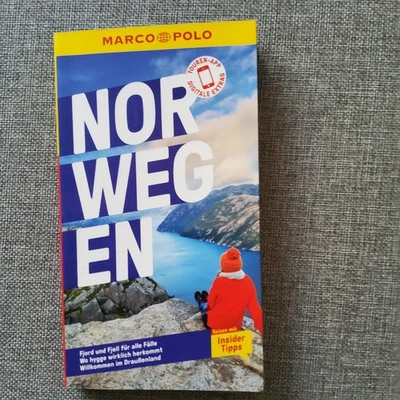 MARCO POLO
TOUREN-APP
DIGITALE EXTRAS
NOR
WEG
EN
Reisen mit
Insider
Tipps
Fjord und Fjell für alle Fälle
Wo hygge wirklich herkommt
Willkommen im Draußenland